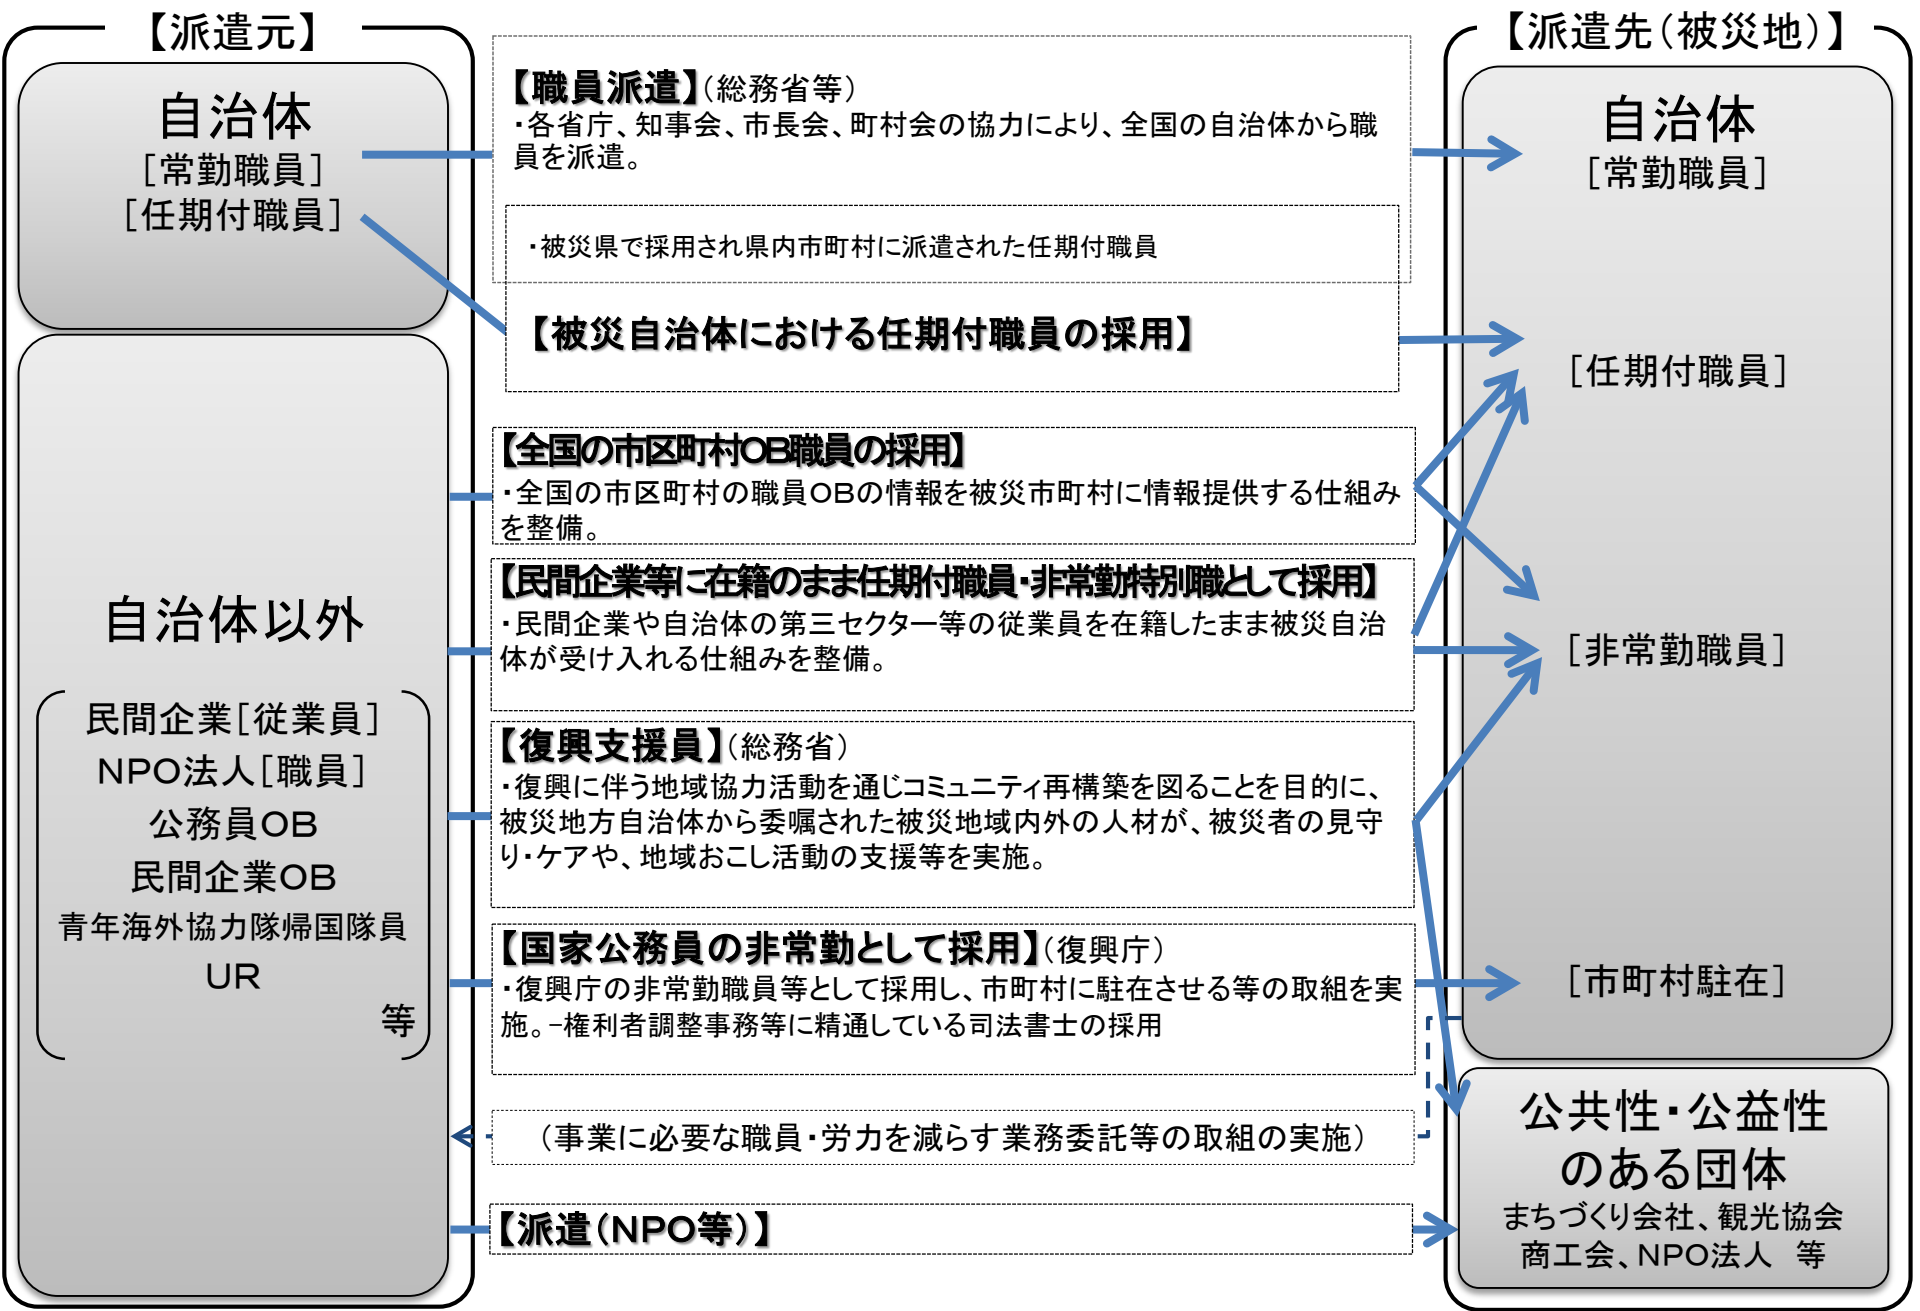 【派遣元】
自治体
[常勤職員]
[任期付職員]
自治体以外
民間企業[従業員]
NPO法人[職員]
公務員OB
民間企業OB
青年海外協力隊帰国隊員
UR
等
【職員派遣】(総務省等)
・各省庁、知事会、市長会、町村会の協力により、全国の自治体から職
員を派遣。
・被災県で採用され県内市町村に派遣された任期付職員
【被災自治体における任期付職員の採用】
【全国の市区町村OB職員の採用】
・全国の市区町村の職員OBの情報を被災市町村に情報提供する仕組み
を整備。
【民間企業等に在籍のまま任期付職員・非常勤特別職として採用】
・民間企業や自治体の第三セクター等の従業員を在籍したまま被災自治
体が受け入れる仕組みを整備。
【復興支援員】(総務省)
・復興に伴う地域協力活動を通じコミュニティ再構築を図ることを目的に、
被災地方自治体から委嘱された被災地域内外の人材が、被災者の見守
り・ケアや、地域おこし活動の支援等を実施。
【国家公務員の非常勤として採用】(復興庁)
・復興庁の非常勤職員等として採用し、市町村に駐在させる等の取組を実
施。-権利者調整事務等に精通している司法書士の採用
(事業に必要な職員・労力を減らす業務委託等の取組の実施)
【派遣(NPO等)】
【派遣先(被災地)】
自治体
[常勤職員]
[任期付職員]
[非常勤職員]
[市町村駐在]
公共性・公益性
のある団体
まちづくり会社、観光協会
商工会、NPO法人 等